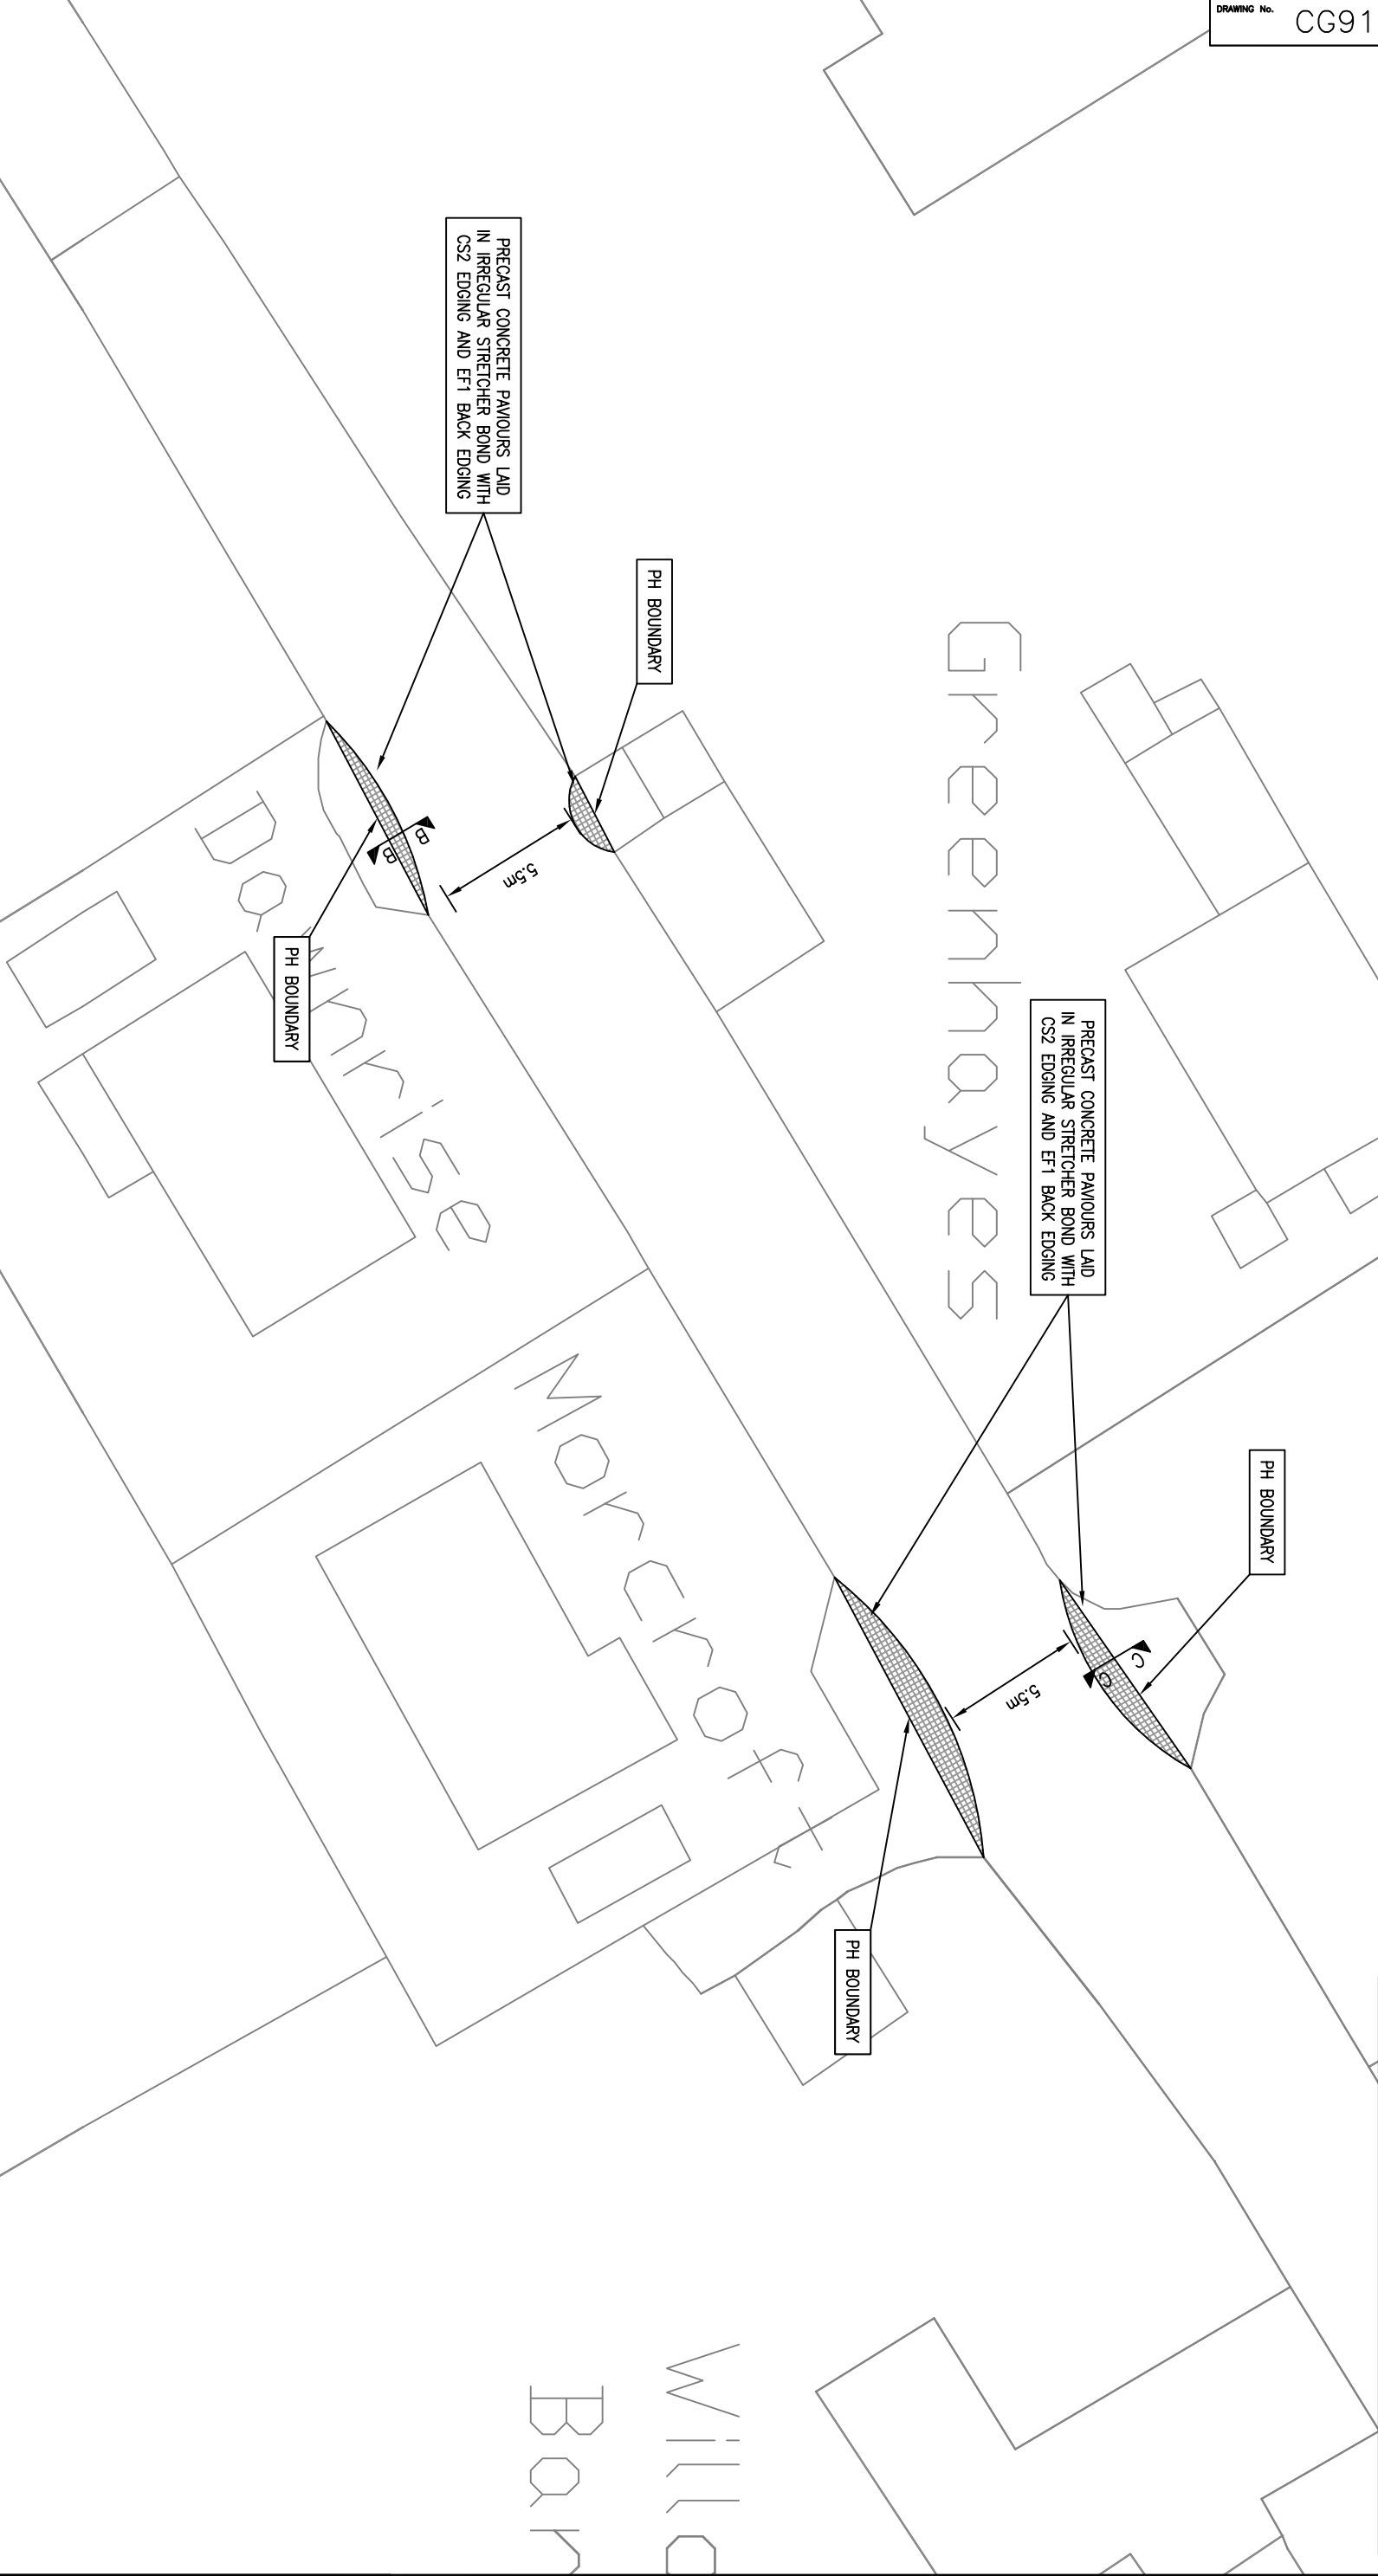 DRAWING No. CG91
PRECAST CONCRETE PAVIOURS LAID
IN IRREGULAR STRETCHER BOND WITH
CS2 EDGING AND EF1 BACK EDGING
PH BOUNDARY
5.5m
B
B
PH BOUNDARY
Downrise
Greenhayes
PRECAST CONCRETE PAVIOURS LAID
IN IRREGULAR STRETCHER BOND WITH
CS2 EDGING AND EF1 BACK EDGING
PH BOUNDARY
C
C
5.5m
PH BOUNDARY
Marcroft